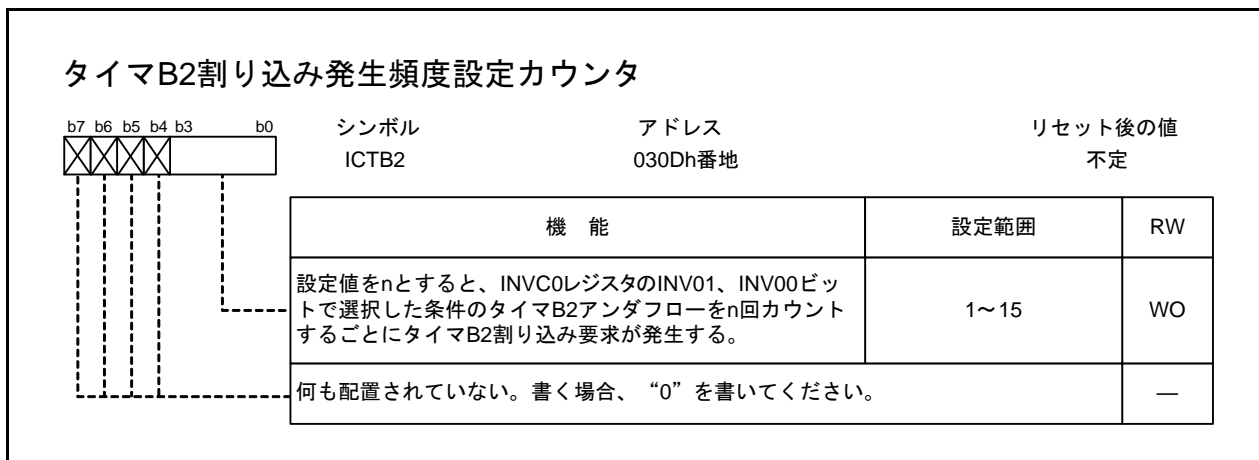 タイマB2割り込み発生頻度設定カウンタ
b7 b6 b5 b4 b3 b0
シンボル アドレス リセット後の値
ICTB2 030Dh番地 不定
機 能 設定範囲 RW
設定値をnとすると、INVC0レジスタのINV01、INV00ビッ
トで選択した条件のタイマB2アンダフローをn回カウント
するごとにタイマB2割り込み要求が発生する。
1~15 WO
何も配置されていない。書く場合、“0”を書いてください。 —